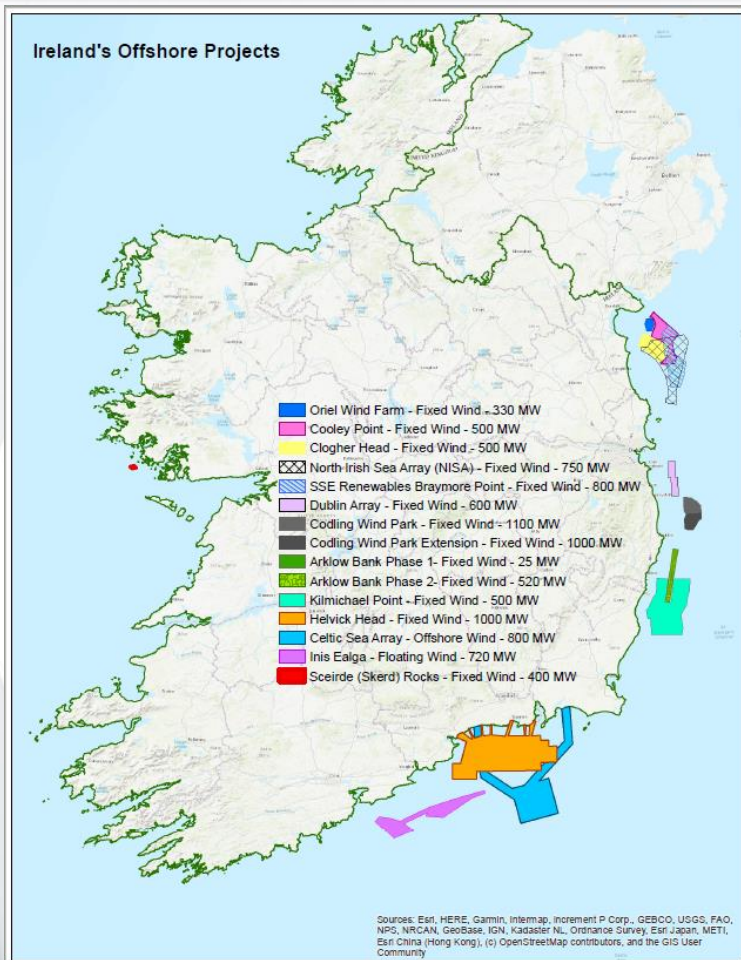 Ireland's Offshore Projects
IRELAND
UNITED KINGDOM
Oriel Wind Farm - Fixed Wind - 330 MW
Cooley Point - Fixed Wind - 500 MW
Clogher Head - Fixed Wind - 500 MW
North Irish Sea Array (NISA) - Fixed Wind - 750 MW
SSE Renewables Braymore Point - Fixed Wind - 800 MW
Dublin Array - Fixed Wind - 600 MW
Codling Wind Park - Fixed Wind - 1100 MW
Codling Wind Park Extension - Fixed Wind - 1000 MW
Arklow Bank Phase 1- Fixed Wind - 25 MW
Arklow Bank Phase 2- Fixed Wind - 520 MW
Kilmichael Point - Fixed Wind - 500 MW
Helvick Head - Fixed Wind - 1000 MW
Celtic Sea Array - Offshore Wind - 800 MW
Inis Ealga - Floating Wind - 720 MW
Sceirde (Skerd) Rocks - Fixed Wind - 400 MW
Sources: Esri, HERE, Garmin, Intermap, increment P Corp., GEBCO, USGS, FAO,
NPS, NRCAN, GeoBase, IGN, Kadaster NL, Ordnance Survey, Esri Japan, METI,
Esri China (Hong Kong), (c) OpenStreetMap contributors, and the GIS User
Community